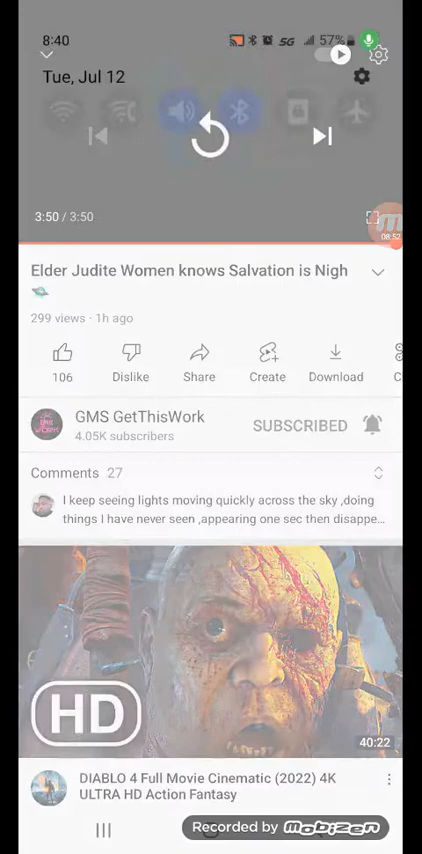 8:40
5G 57%
Tue, Jul 12
3:50 / 3:50
08:52
Elder Judite Women knows Salvation is Nigh
299 views · 1h ago
106 Dislike Share Create Download C
GMS GetThisWork
SUBSCRIBED
4.05K subscribers
Comments 27
I keep seeing lights moving quickly across the sky ,doing
things I have never seen ,appearing one sec then disappe...
HD
40:22
DIABLO 4 Full Movie Cinematic (2022) 4K
ULTRA HD Action Fantasy
Recorded by Mobizen